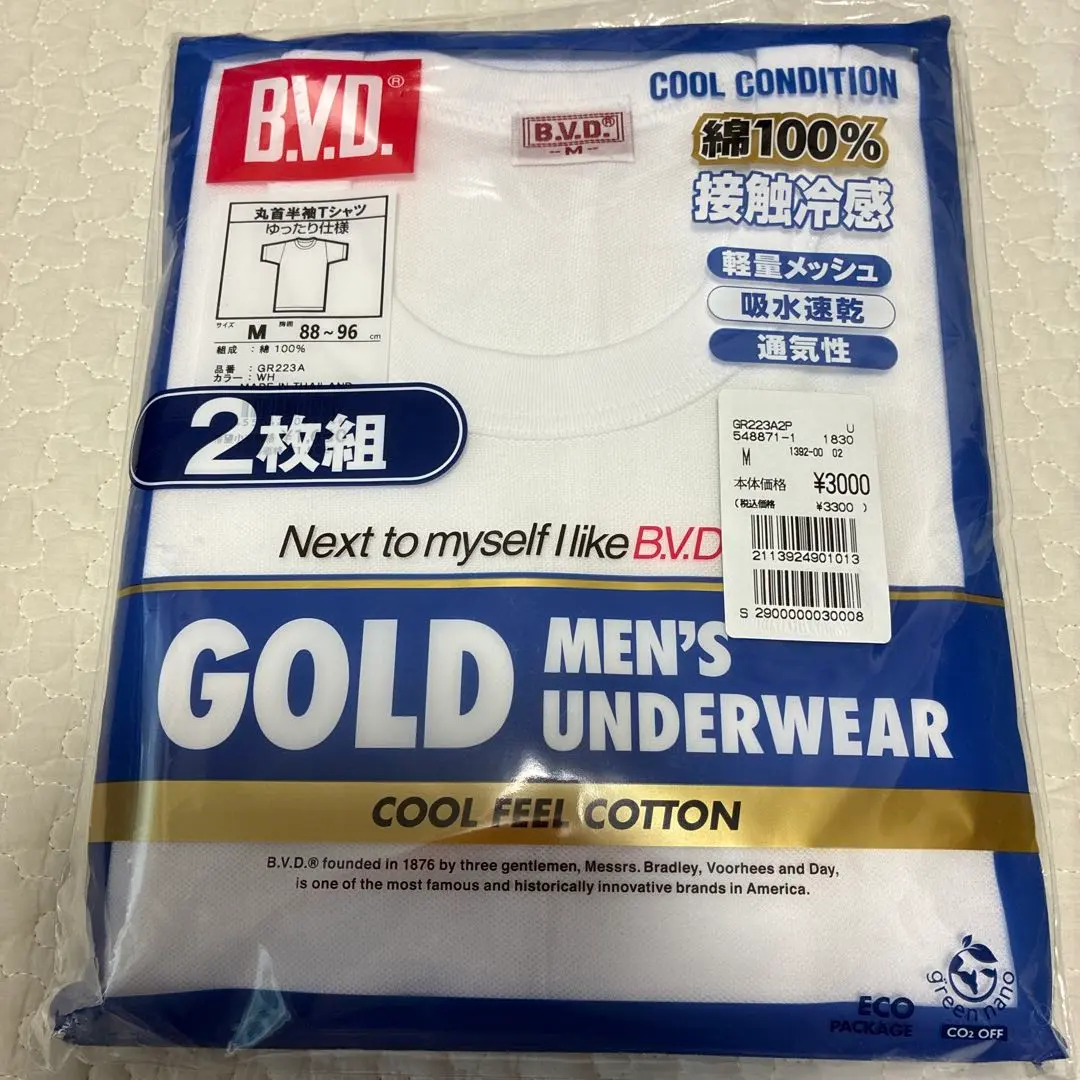 B.V.D.®
B.V.D.®
-M-
COOL CONDITION
綿100%
接触冷感
軽量メッシュ
吸水速乾
通気性
丸首半袖Tシャツ
ゆったり仕様
サイズ M 胸囲 88~96 cm
組成 : 綿 100%
品番 : GR223A
カラー : WH
MADE IN THAILAND
2枚組
GR223A2P U
548871-1 1830
M 1392-00 02
本体価格 ¥3000
(税込価格 ¥3300 )
2113924901013
S 2900000030008
Next to myself I like B.V.D
GOLD MEN'S
UNDERWEAR
COOL FEEL COTTON
B.V.D.® founded in 1876 by three gentlemen, Messrs. Bradley, Voorhees and Day,
is one of the most famous and historically innovative brands in America.
ECO
PACKAGE
green nano
CO2 OFF